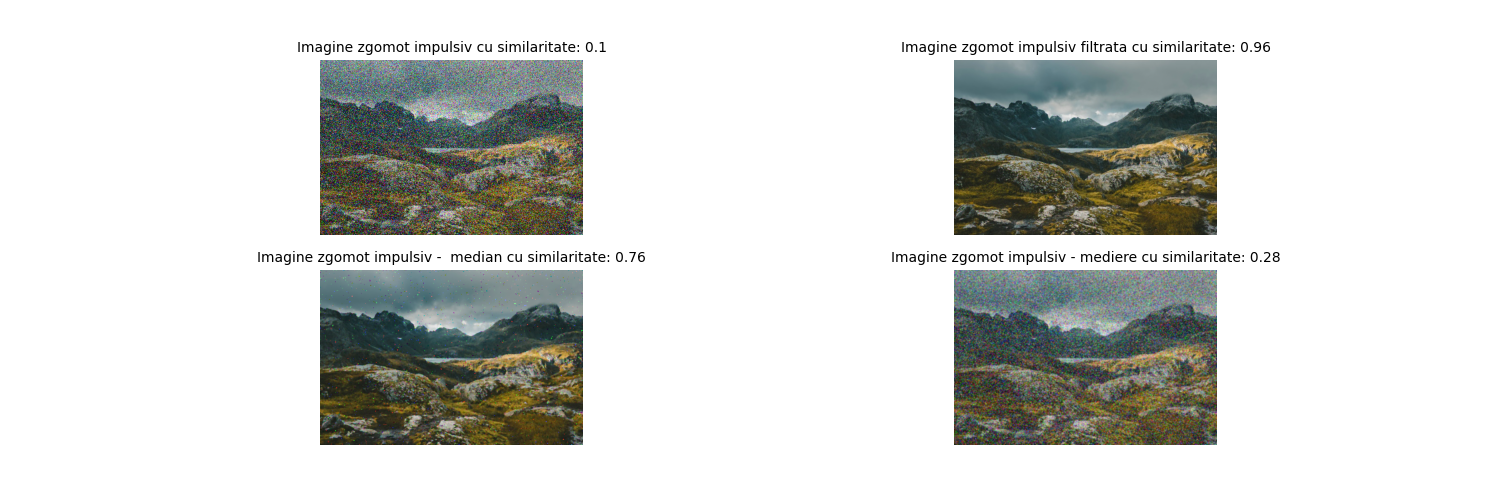 Imagine zgomot impulsiv cu similaritate: 0.1
Imagine zgomot impulsiv filtrata cu similaritate: 0.96
Imagine zgomot impulsiv -  median cu similaritate: 0.76
Imagine zgomot impulsiv - mediere cu similaritate: 0.28